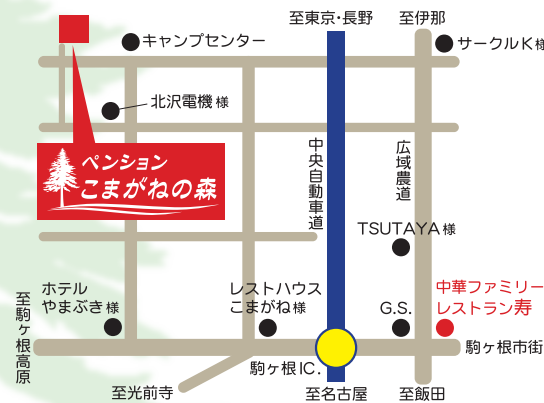 至東京・長野
至伊那
キャンプセンター
サークルK様
北沢電機様
中央自動車道
広域農道
ペンション
こまがねの森
TSUTAYA様
至駒ヶ根高原
ホテル
やまぶき様
レストハウス
こまがね様
G.S.
中華ファミリー
レストラン寿
駒ヶ根IC.
駒ヶ根市街
至光前寺
至名古屋
至飯田